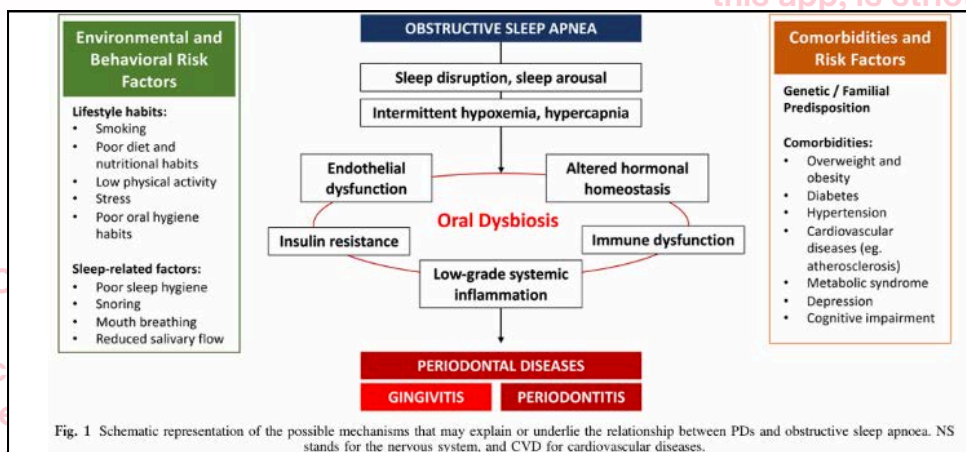 this app, is stric
Environmental and
Behavioral Risk
Factors
Lifestyle habits:
• Smoking
• Poor diet and
nutritional habits
• Low physical activity
• Stress
• Poor oral hygiene
habits
Sleep-related factors:
• Poor sleep hygiene
• Snoring
• Mouth breathing
• Reduced salivary flow
OBSTRUCTIVE SLEEP APNEA
Sleep disruption, sleep arousal
Intermittent hypoxemia, hypercapnia
Endothelial
dysfunction
Altered hormonal
homeostasis
Oral Dysbiosis
Insulin resistance
Immune dysfunction
Low-grade systemic
inflammation
PERIODONTAL DISEASES
GINGIVITIS
PERIODONTITIS
Comorbidities and
Risk Factors
Genetic / Familial
Predisposition
Comorbidities:
• Overweight and
obesity
• Diabetes
• Hypertension
• Cardiovascular
diseases (eg.
atherosclerosis)
• Metabolic syndrome
• Depression
• Cognitive impairment
Fig. 1 Schematic representation of the possible mechanisms that may explain or underlie the relationship between PDs and obstructive sleep apnoea. NS
stands for the nervous system, and CVD for cardiovascular diseases.